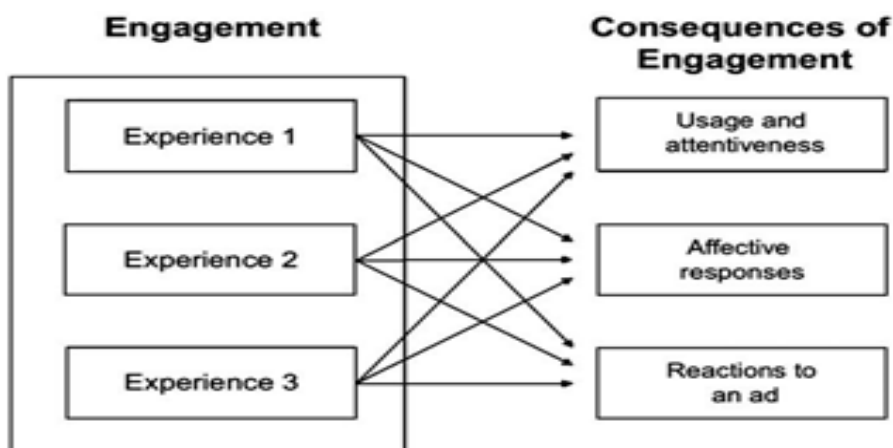 Engagement
Consequences of
Engagement
Experience 1
Usage and
attentiveness
Experience 2
Affective
responses
Experience 3
Reactions to
an ad